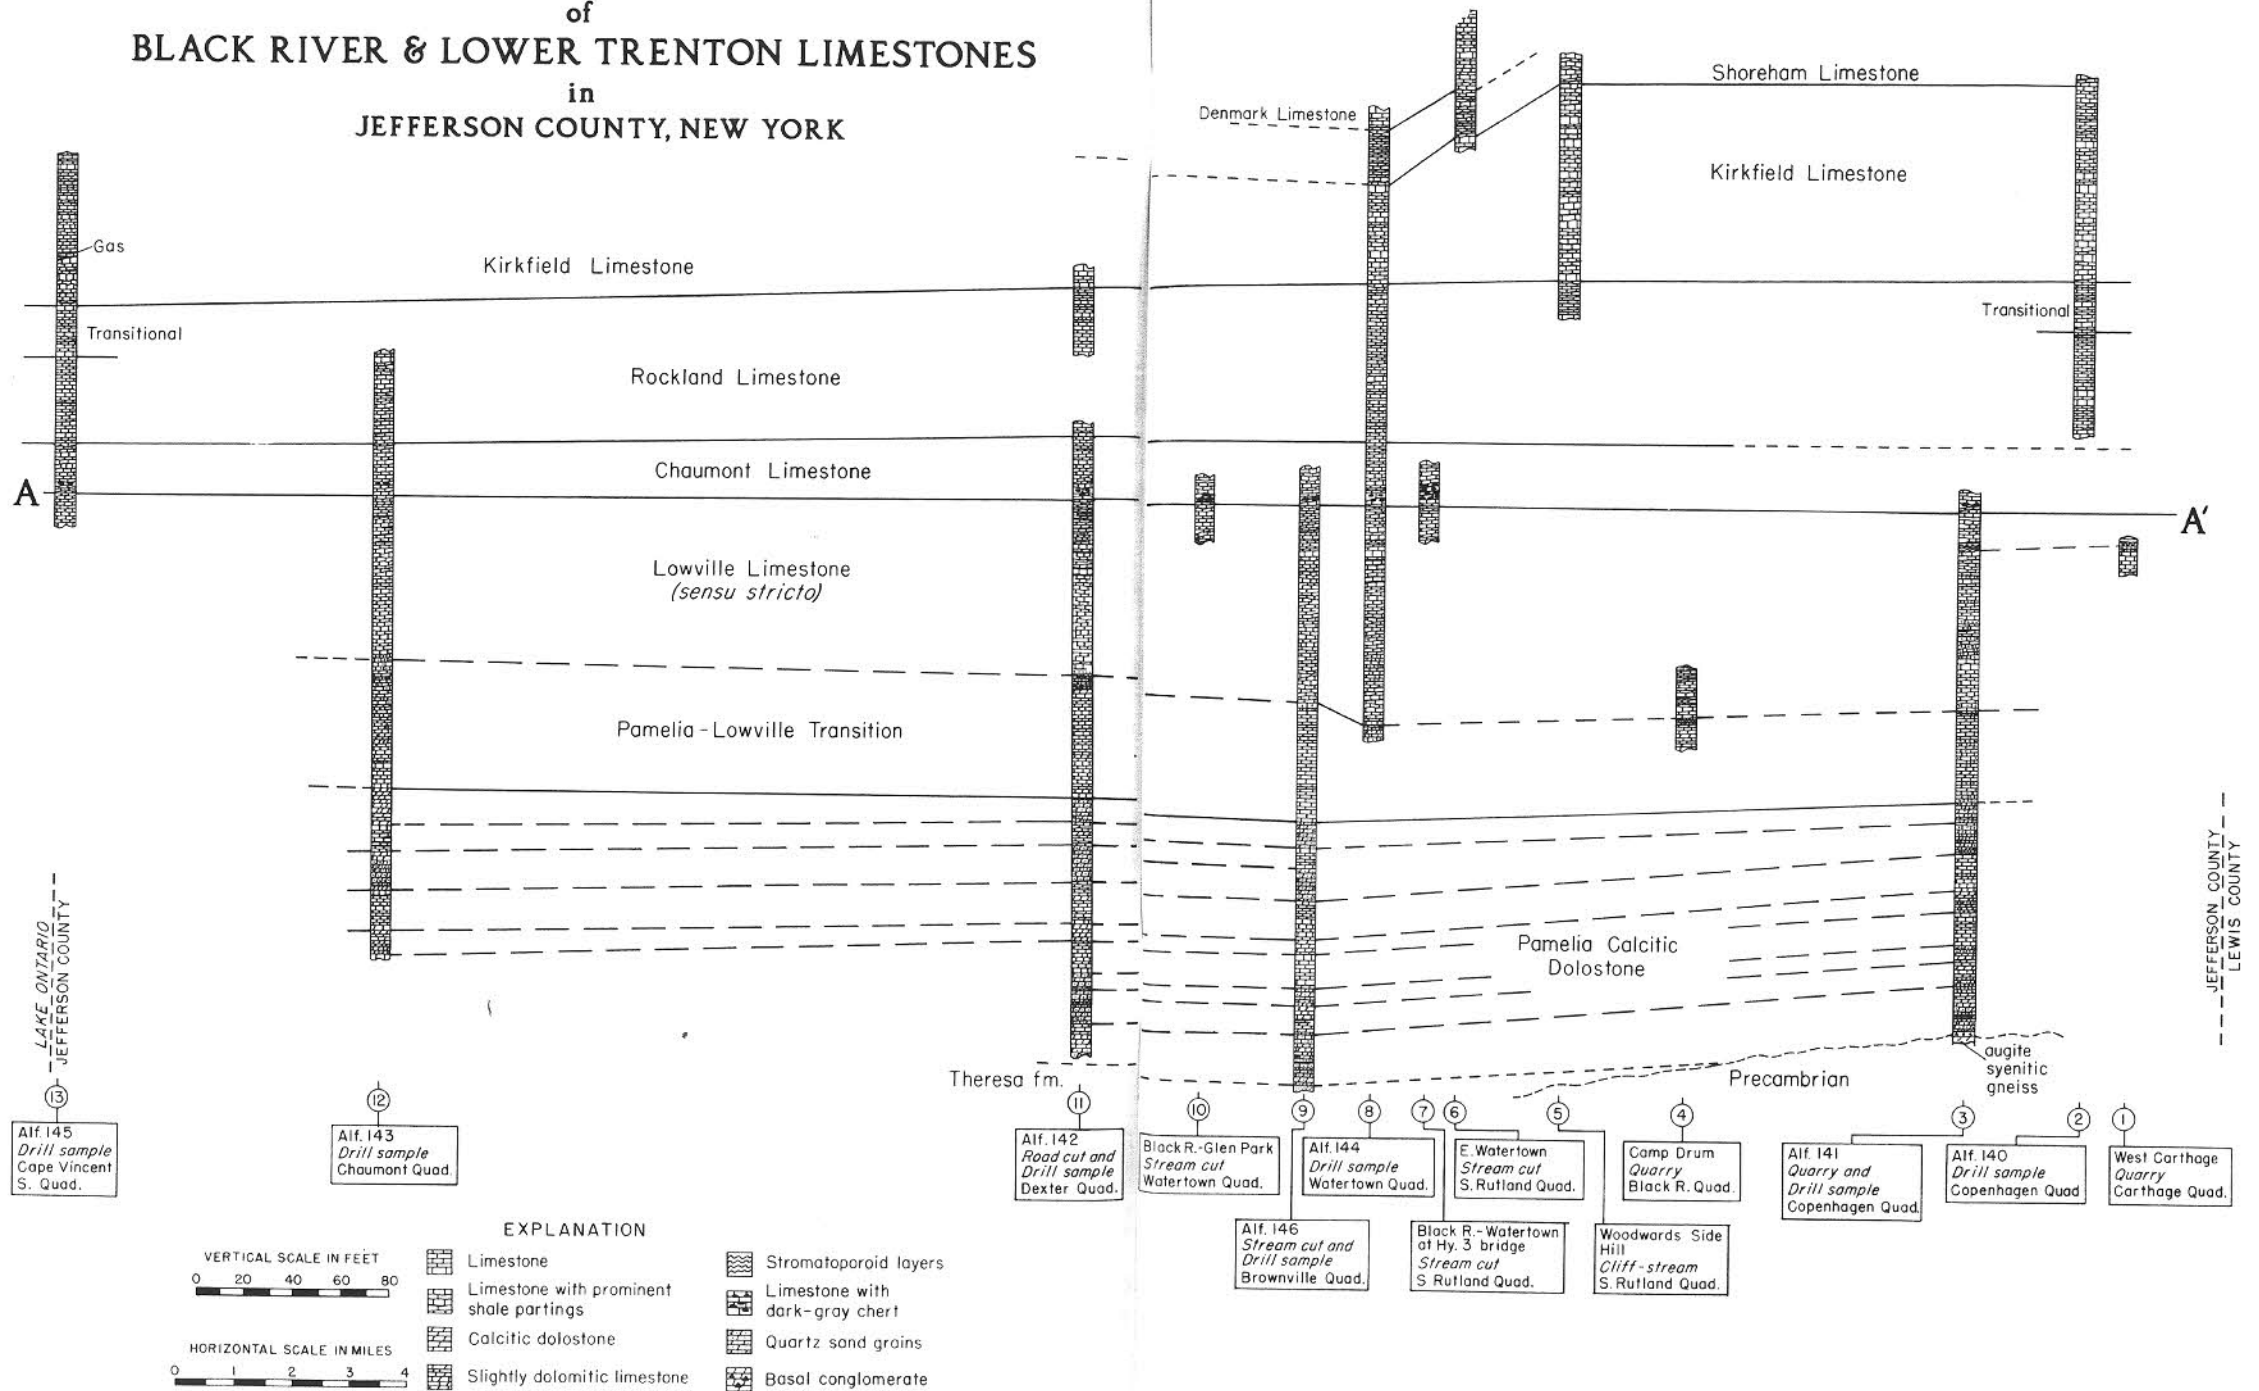 of
BLACK RIVER & LOWER TRENTON LIMESTONES
in
JEFFERSON COUNTY, NEW YORK
Shoreham Limestone
Denmark Limestone
Kirkfield Limestone
Gas
Kirkfield Limestone
Transitional
Transitional
Rockland Limestone
Chaumont Limestone
A
A'
Lowville Limestone
(sensu stricto)
Pamelia-Lowville Transition
Pamelia Calcitic
Dolostone
LAKE ONTARIO
JEFFERSON COUNTY
JEFFERSON COUNTY
LEWIS COUNTY
Theresa fm.
Precambrian
augite
syenitic
gneiss
13
12
11
10
9
8
7
6
5
4
3
2
1
Alf. 145
Drill sample
Cape Vincent
S. Quad.
Alf. 143
Drill sample
Chaumont Quad.
Alf. 142
Road cut and
Drill sample
Dexter Quad.
Black R.-Glen Park
Stream cut
Watertown Quad.
Alf. 146
Stream cut and
Drill sample
Brownville Quad.
Alf. 144
Drill sample
Watertown Quad.
Black R.-Watertown
at Hy. 3 bridge
Stream cut
S Rutland Quad.
E. Watertown
Stream cut
S. Rutland Quad.
Woodwards Side
Hill
Cliff-stream
S. Rutland Quad.
Camp Drum
Quarry
Black R. Quad.
Alf. 141
Quarry and
Drill sample
Copenhagen Quad.
Alf. 140
Drill sample
Copenhagen Quad
West Carthage
Quarry
Carthage Quad.
EXPLANATION
VERTICAL SCALE IN FEET
0 20 40 60 80
HORIZONTAL SCALE IN MILES
0 1 2 3 4
Limestone
Limestone with prominent
shale partings
Calcitic dolostone
Slightly dolomitic limestone
Stromatoporoid layers
Limestone with
dark-gray chert
Quartz sand grains
Basal conglomerate